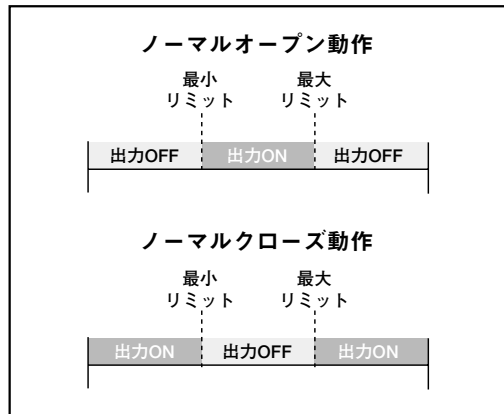 ノーマルオープン動作
最小 最大
リミット リミット
出力OFF 出力ON 出力OFF
ノーマルクローズ動作
最小 最大
リミット リミット
出力ON 出力OFF 出力ON